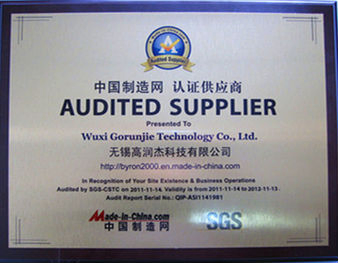 Made-in-China.com
Audited Supplier
中国制造网 认证供应商
AUDITED SUPPLIER
Presented To
Wuxi Gorunjie Technology Co., Ltd.
无锡高润杰科技有限公司
http://byron2000.en.made-in-china.com
In Recognition of Your Site Existence & Business Operations
Audited by SGS-CSTC on 2011-11-14. Validity is from 2011-11-14 to 2012-11-13.
Audit Report Serial No.: QIP-ASI1141981
Made-in-China.com
中国制造网
SGS